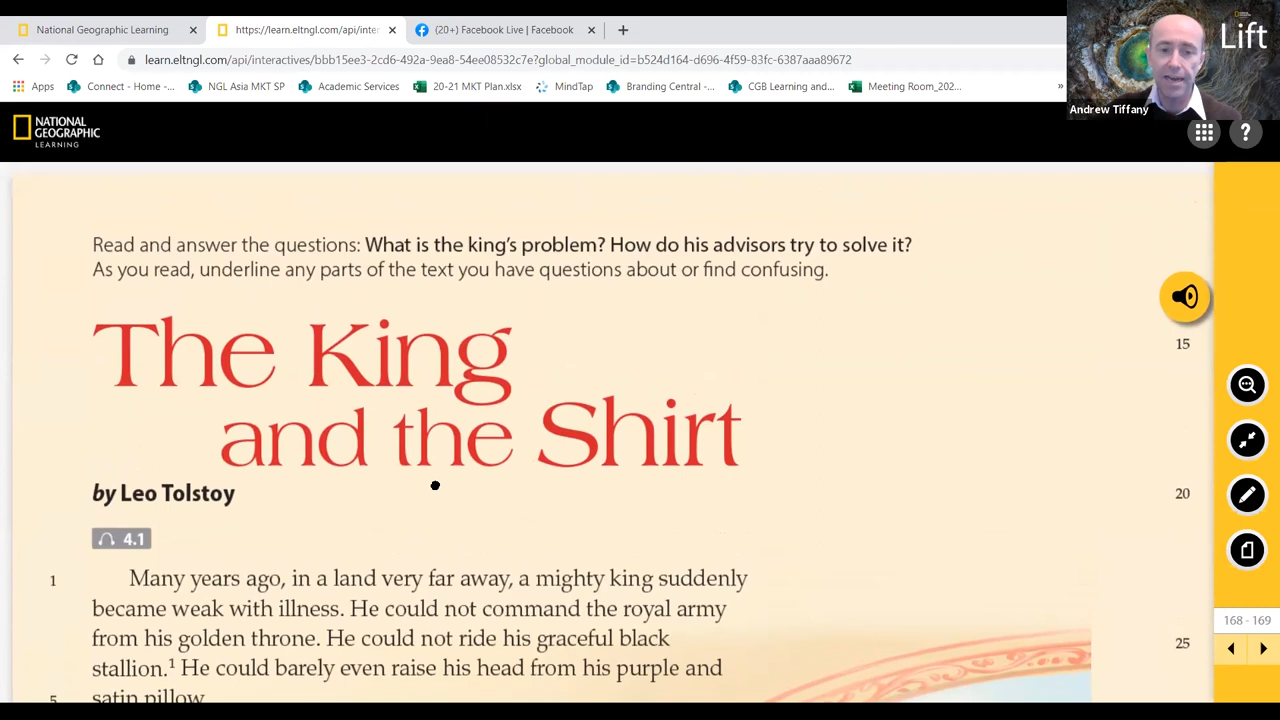 National Geographic Learning
https://learn.eltngl.com/api/inter
(20+) Facebook Live | Facebook
Lift
learn.eltngl.com/api/interactives/bbb15ee3-2cd6-492a-9ea8-54ee08532c1e?global_module_id=b524d164-d696-4f59-83fc-6387aaa89672
Apps
Connect - Home -...
NGL Asia MKT SP
Academic Services
20-21 MKT Plan.xlsx
MindTap
Branding Central -...
CGB Learning and...
Meeting Room_202...
»
Andrew Tiffany
NATIONAL
GEOGRAPHIC
LEARNING
?
Read and answer the questions: What is the king's problem? How do his advisors try to solve it?
As you read, underline any parts of the text you have questions about or find confusing.
The King
and the Shirt
by Leo Tolstoy
4.1
1 Many years ago, in a land very far away, a mighty king suddenly
became weak with illness. He could not command the royal army
from his golden throne. He could not ride his graceful black
stallion.1 He could barely even raise his head from his purple and
5 satin pillow
15
20
25
168 - 169